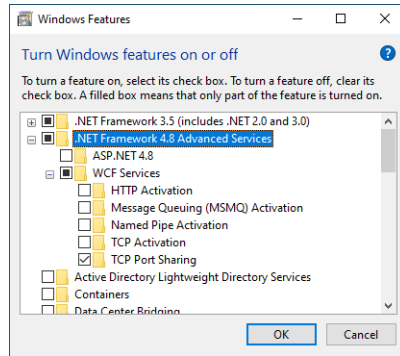 Windows Features
Turn Windows features on or off
To turn a feature on, select its check box. To turn a feature off, clear its
check box. A filled box means that only part of the feature is turned on.
.NET Framework 3.5 (includes .NET 2.0 and 3.0)
.NET Framework 4.8 Advanced Services
ASP.NET 4.8
WCF Services
HTTP Activation
Message Queuing (MSMQ) Activation
Named Pipe Activation
TCP Activation
TCP Port Sharing
Active Directory Lightweight Directory Services
Containers
Data Center Bridging
OK Cancel